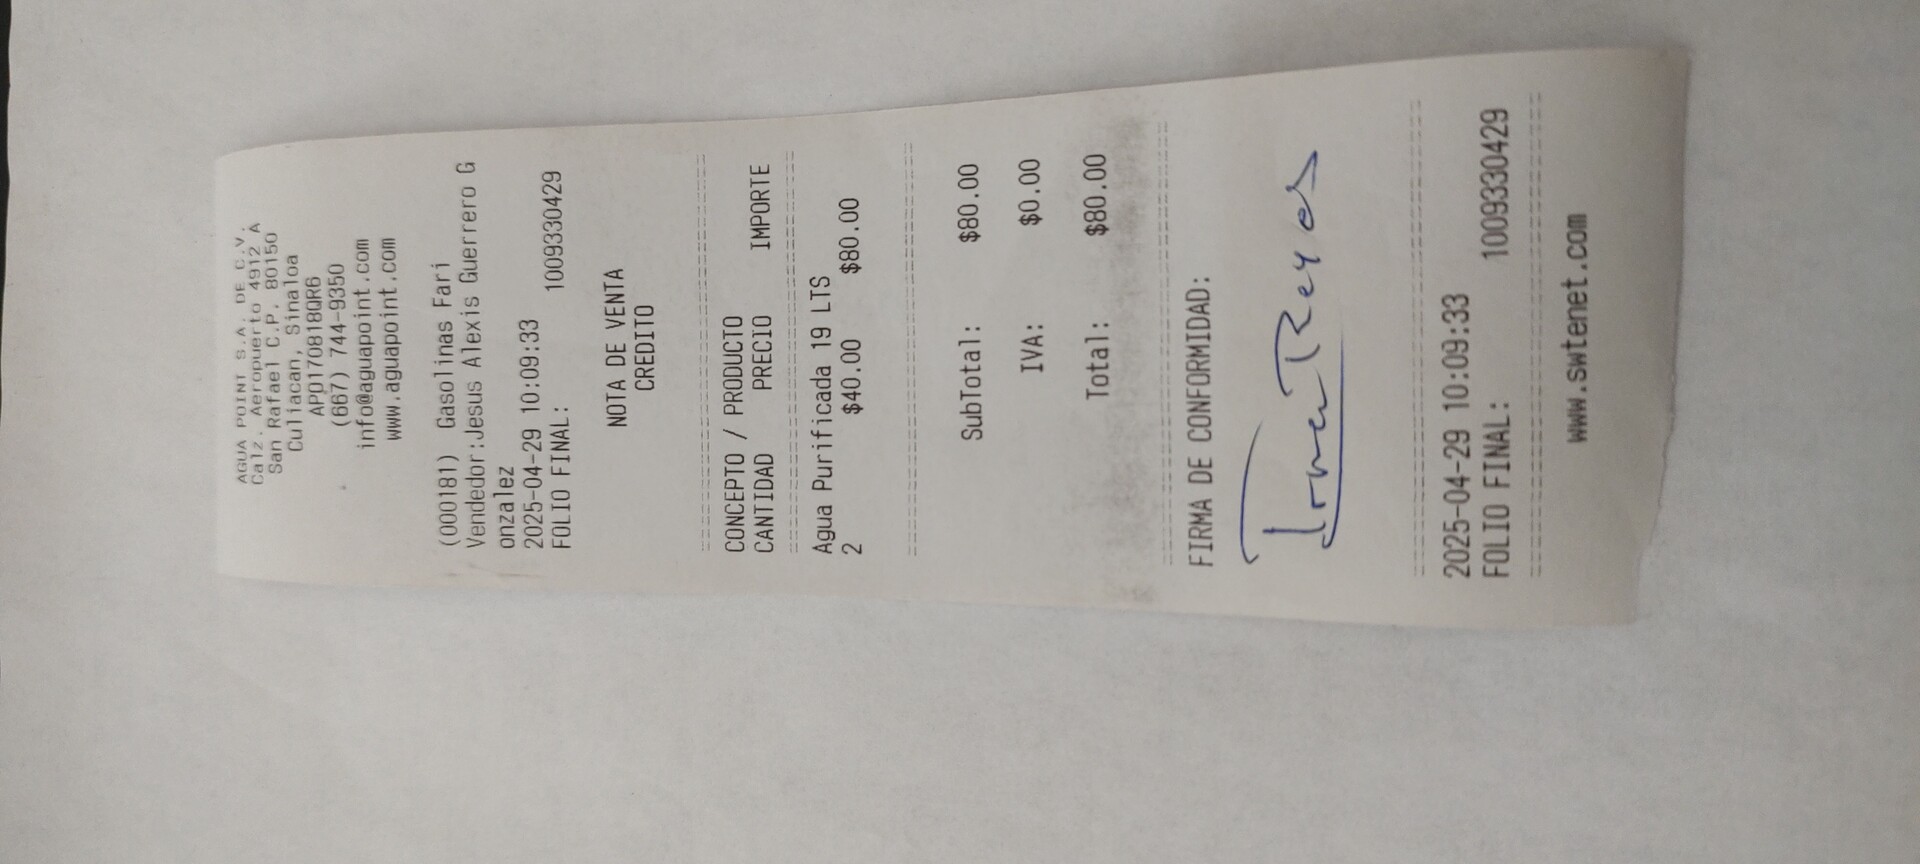 AGUA POINT S.A. DE C.V.
Calz. Aeropuerto 4912 A
San Rafael C.P. 80150
Culiacan, Sinaloa
APO170818QR6
(667) 744-9350
info@aguapoint.com
www.aguapoint.com
(000181) Gasolinas Fari
Vendedor:Jesus Alexis Guerrero G
onzalez
2025-04-29 10:09:33
FOLIO FINAL: 1009330429
NOTA DE VENTA
CREDITO
================================
CONCEPTO / PRODUCTO
CANTIDAD PRECIO IMPORTE
================================
Agua Purificada 19 LTS
2 $40.00 $80.00
================================
SubTotal: $80.00
IVA: $0.00
Total: $80.00
================================
FIRMA DE CONFORMIDAD:
Irma Reyes
================================
2025-04-29 10:09:33
FOLIO FINAL: 1009330429
================================
www.swtenet.com